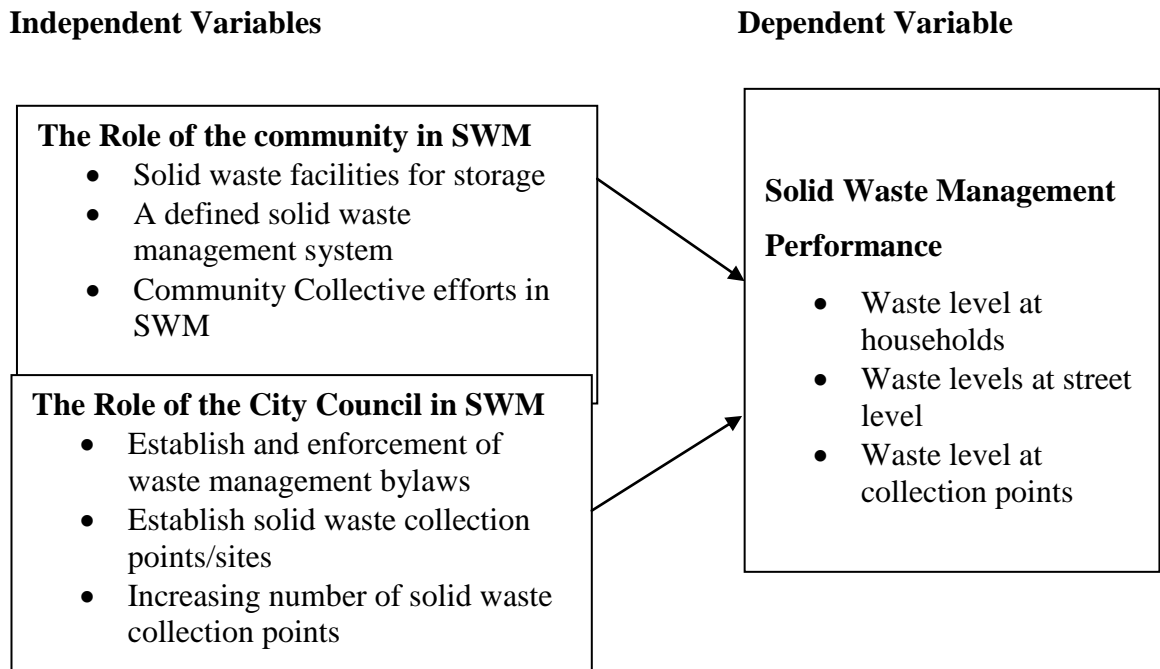 Independent Variables
Dependent Variable
The Role of the community in SWM
• Solid waste facilities for storage
• A defined solid waste
management system
• Community Collective efforts in
SWM
The Role of the City Council in SWM
• Establish and enforcement of
waste management bylaws
• Establish solid waste collection
points/sites
• Increasing number of solid waste
collection points
Solid Waste Management
Performance
• Waste level at
households
• Waste levels at street
level
• Waste level at
collection points